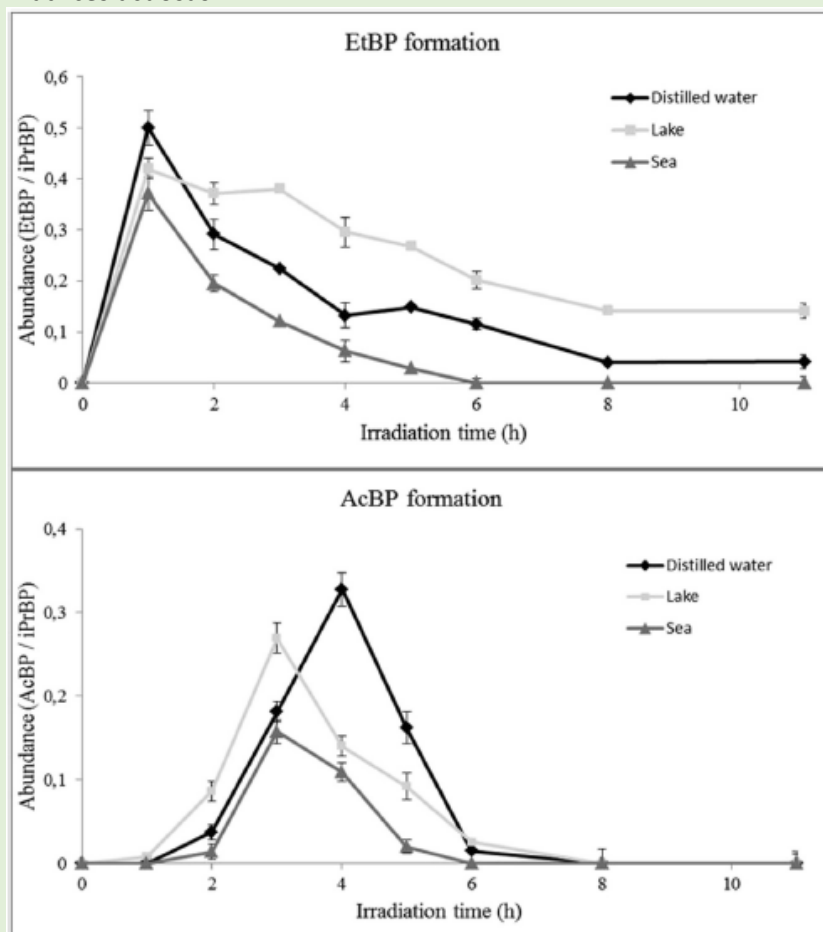 EtBP formation
Abundance (EtBP / iPrBP)
0,6
0,5
0,4
0,3
0,2
0,1
0
Distilled water
Lake
Sea
0 2 4 6 8 10
Irradiation time (h)
AcBP formation
Abundance (AcBP / iPrBP)
0,4
0,3
0,2
0,1
0
Distilled water
Lake
Sea
0 2 4 6 8 10
Irradiation time (h)